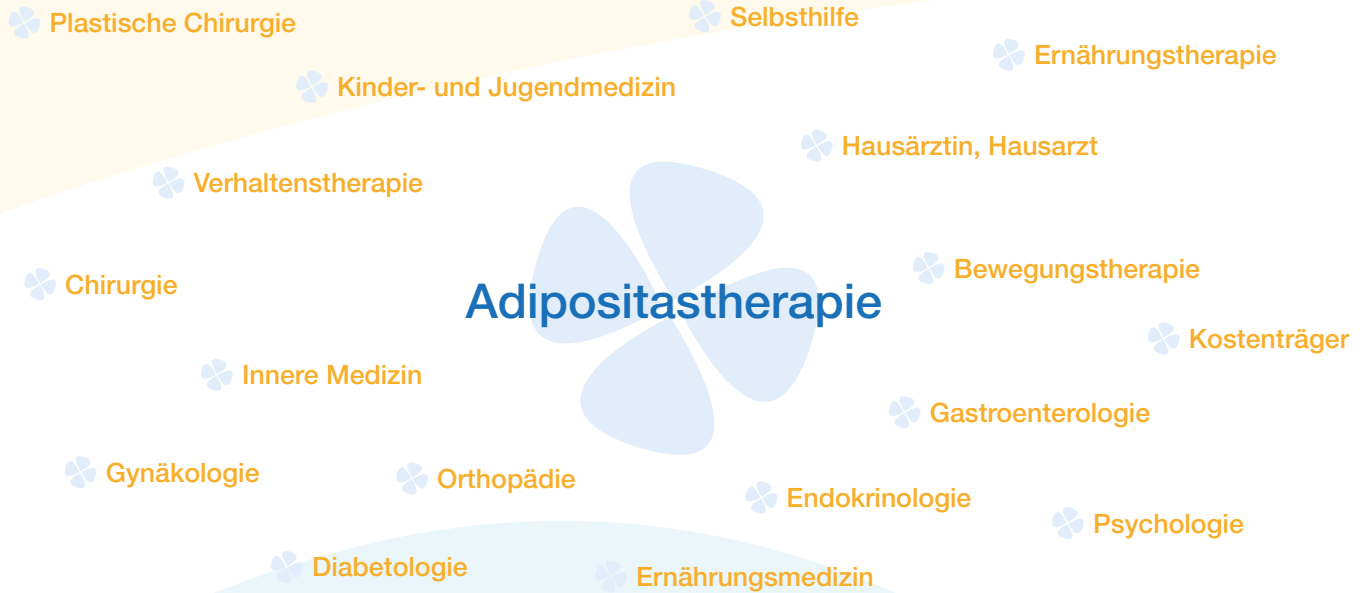 Plastische Chirurgie
Selbsthilfe
Ernährungstherapie
Kinder- und Jugendmedizin
Hausärztin, Hausarzt
Verhaltenstherapie
Bewegungstherapie
Chirurgie
Adipositastherapie
Kostenträger
Innere Medizin
Gastroenterologie
Gynäkologie
Orthopädie
Endokrinologie
Psychologie
Diabetologie
Ernährungsmedizin